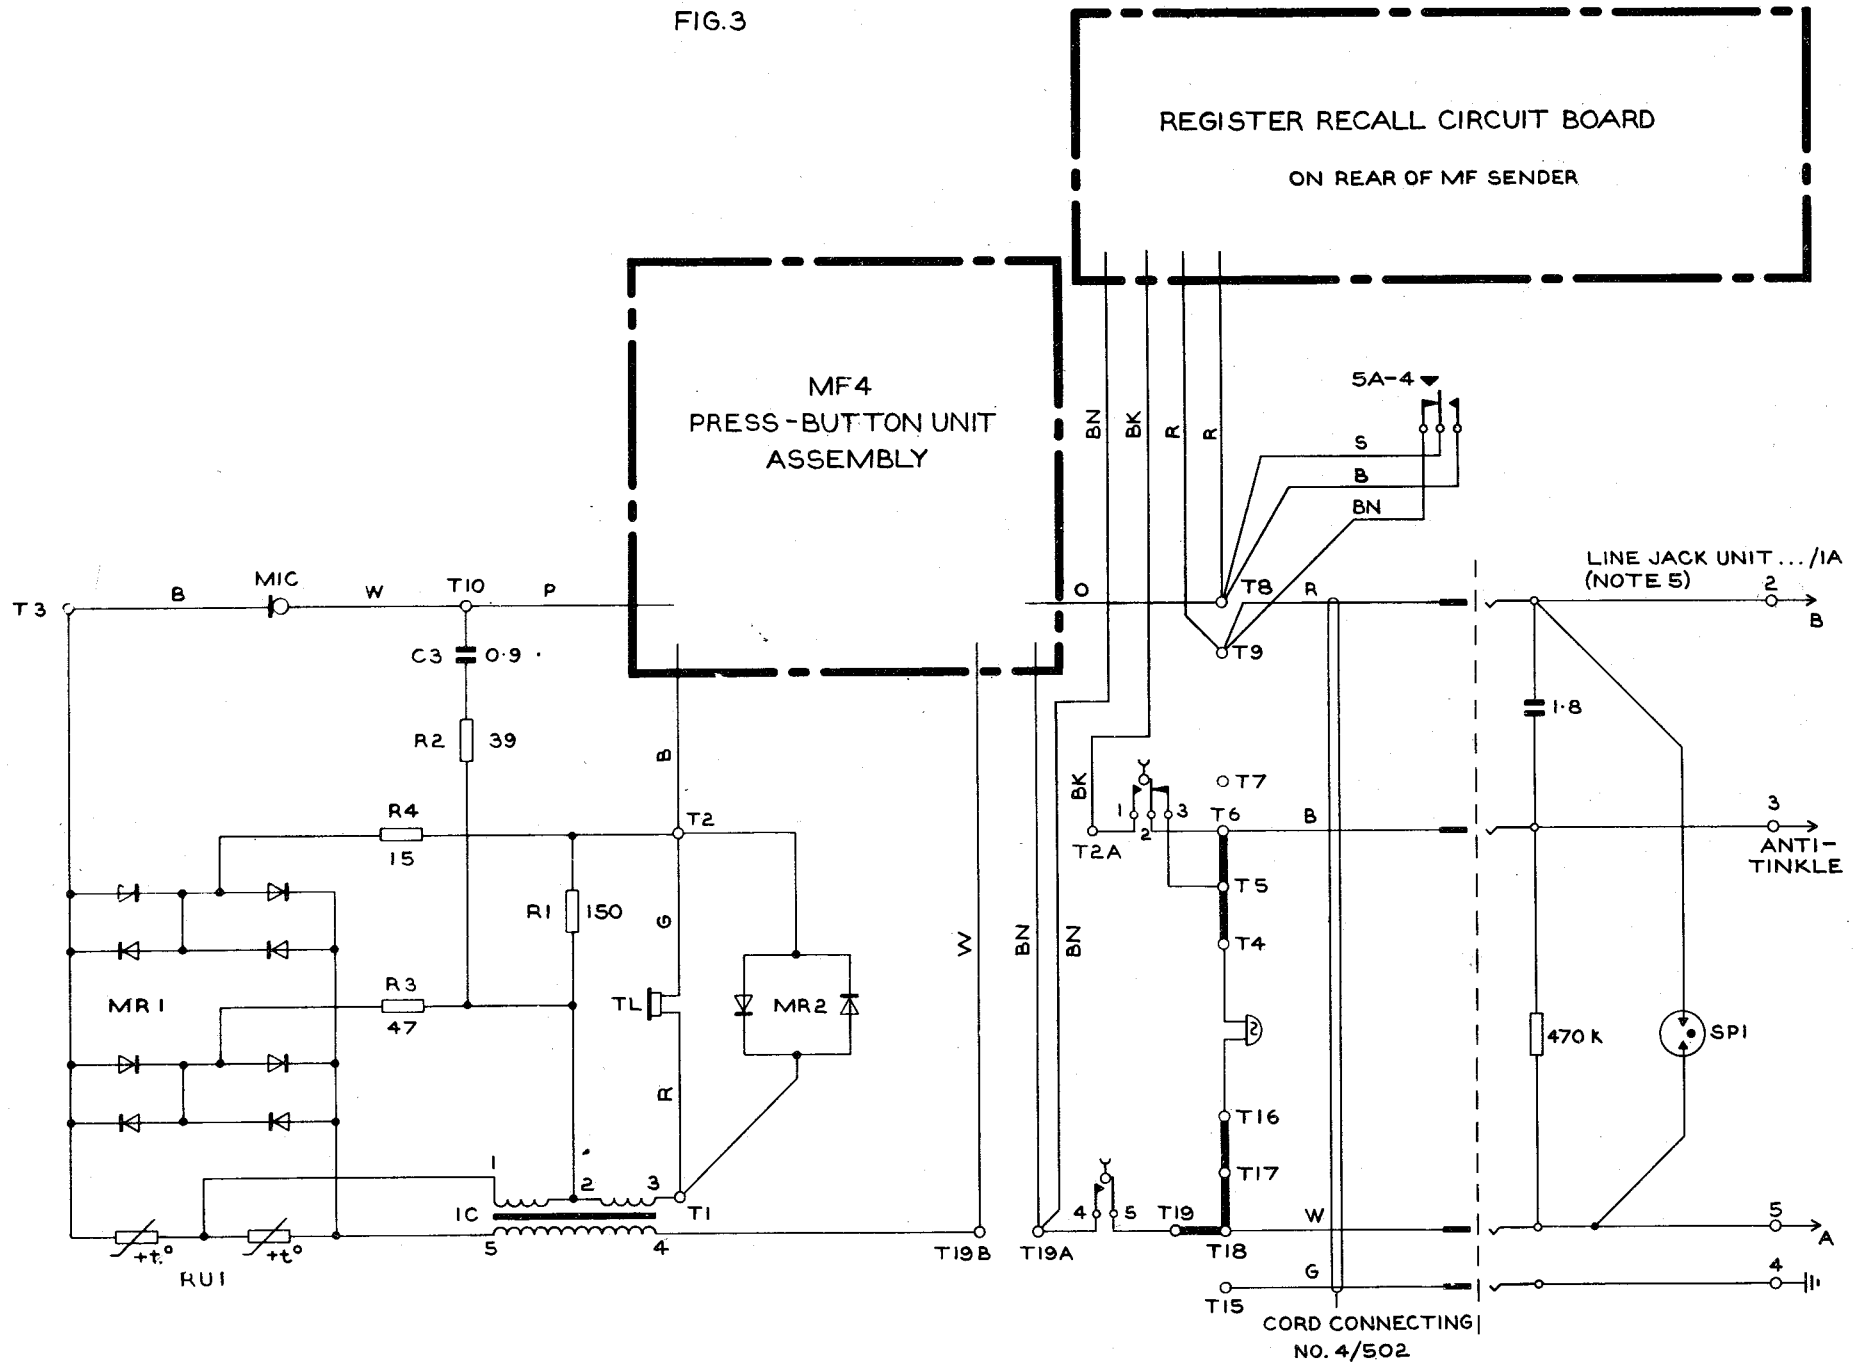 FIG.3
REGISTER RECALL CIRCUIT BOARD
ON REAR OF MF SENDER
MF4
PRESS-BUTTON UNIT
ASSEMBLY
BN
BK
R
R
5A-4
S
B
BN
LINE JACK UNIT .../1A
(NOTE 5)
2
B
T3
B
MIC
W
T10
P
O
T8
R
T9
C3
0·9
R2
39
B
1·8
T7
BK
1
2
3
T6
B
3
ANTI-
TINKLE
T2A
R4
15
T2
T5
R1
150
G
T4
W
BN
BN
MR1
R3
47
TL
MR2
470K
SP1
R
T16
T17
1
2
3
IC
T1
5
4
+t°
+t°
RU1
T19B
T19A
4
5
T19
T18
W
5
A
G
4
T15
CORD CONNECTING
NO. 4/502